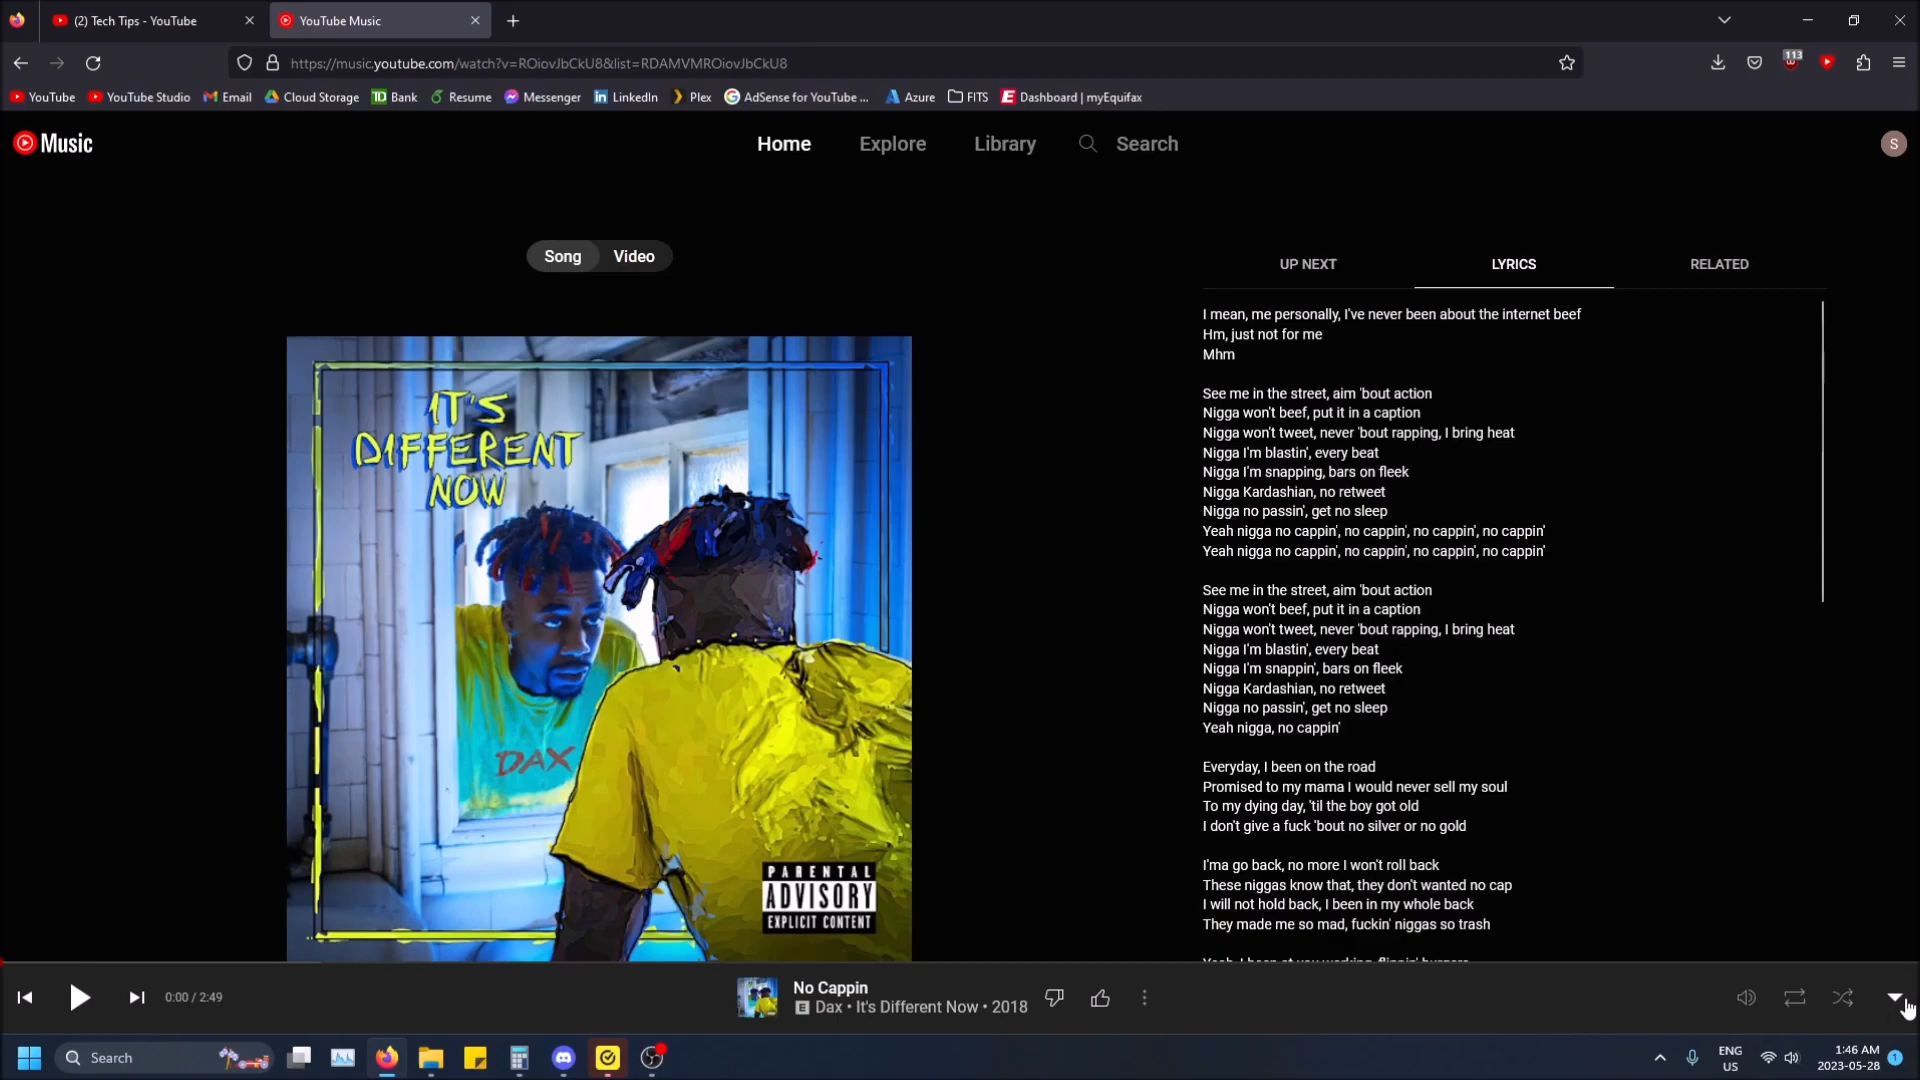 (2) Tech Tips - YouTube
YouTube Music
https://music.youtube.com/watch?v=ROiovJbCkU8&list=RDAMVMROiovJbCkU8
113
YouTube
YouTube Studio
Email
Cloud Storage
TD Bank
Resume
Messenger
in LinkedIn
Plex
G AdSense for YouTube ...
Azure
FITS
E Dashboard | myEquifax
Music
Home
Explore
Library
Search
S
Song
Video
UP NEXT
LYRICS
RELATED
IT'S
DIFFERENT
NOW
DAX
PARENTAL
ADVISORY
EXPLICIT CONTENT
I mean, me personally, I've never been about the internet beef
Hm, just not for me
Mhm
See me in the street, aim 'bout action
Nigga won't beef, put it in a caption
Nigga won't tweet, never 'bout rapping, I bring heat
Nigga I'm blastin', every beat
Nigga I'm snapping, bars on fleek
Nigga Kardashian, no retweet
Nigga no passin', get no sleep
Yeah nigga no cappin', no cappin', no cappin', no cappin'
Yeah nigga no cappin', no cappin', no cappin', no cappin'
See me in the street, aim 'bout action
Nigga won't beef, put it in a caption
Nigga won't tweet, never 'bout rapping, I bring heat
Nigga I'm blastin', every beat
Nigga I'm snappin', bars on fleek
Nigga Kardashian, no retweet
Nigga no passin', get no sleep
Yeah nigga, no cappin'
Everyday, I been on the road
Promised to my mama I would never sell my soul
To my dying day, 'til the boy got old
I don't give a fuck 'bout no silver or no gold
I'ma go back, no more I won't roll back
These niggas know that, they don't wanted no cap
I will not hold back, I been in my whole back
They made me so mad, fuckin' niggas so trash
0:00 / 2:49
No Cappin
E Dax • It's Different Now • 2018
Search
ENG
US
1:46 AM
2023-05-28
1